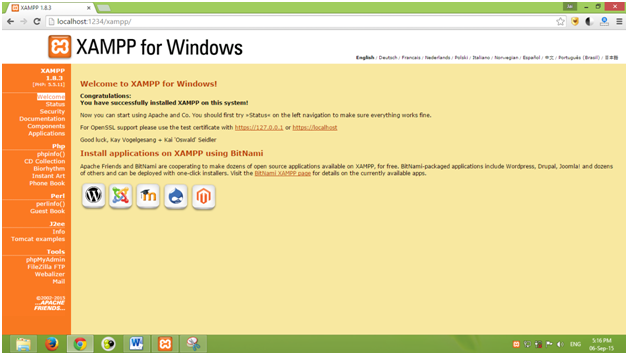 XAMPP 1.8.3
localhost:1234/xampp/
XAMPP for Windows
English / Deutsch / Francais / Nederlands / Polski / Italiano / Norwegian / Español / 中文 / Português (Brasil) / 日本語
XAMPP
1.8.3
[PHP: 5.5.11]
Welcome
Status
Security
Documentation
Components
Applications
Php
phpinfo()
CD Collection
Biorhythm
Instant Art
Phone Book
Perl
perlinfo()
Guest Book
J2ee
Info
Tomcat examples
Tools
phpMyAdmin
FileZilla FTP
Webalizer
Mail
©2002-2013
...APACHE
FRIENDS...
Welcome to XAMPP for Windows!
Congratulations:
You have successfully installed XAMPP on this system!
Now you can start using Apache and Co. You should first try »Status« on the left navigation to make sure everything works fine.
For OpenSSL support please use the test certificate with https://127.0.0.1 or https://localhost
Good luck, Kay Vogelgesang + Kai 'Oswald' Seidler
Install applications on XAMPP using BitNami
Apache Friends and BitNami are cooperating to make dozens of open source applications available on XAMPP, for free. BitNami-packaged applications include Wordpress, Drupal, Joomla! and dozens
of others and can be deployed with one-click installers. Visit the BitNami XAMPP page for details on the currently available apps.
ENG
5:16 PM
06-Sep-15